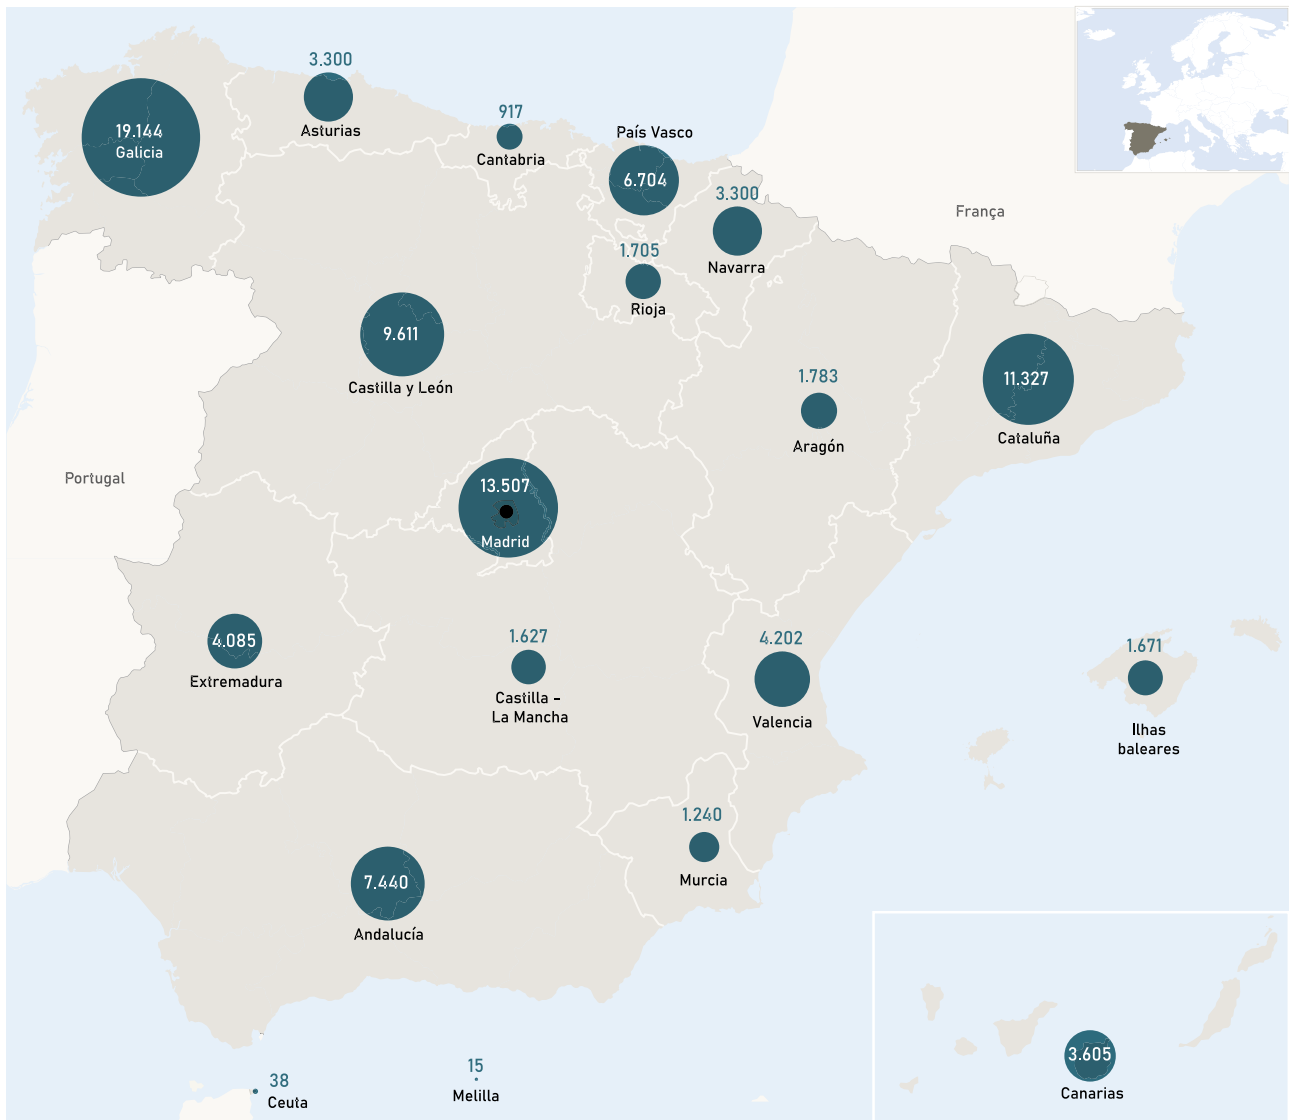 3.300
Asturias
917
Cantabria
País Vasco
6.704
19.144
Galicia
3.300
Navarra
França
1.705
Rioja
9.611
Castilla y León
1.783
Aragón
11.327
Cataluña
Portugal
13.507
Madrid
4.085
Extremadura
1.627
Castilla –
La Mancha
4.202
Valencia
1.671
Ilhas
baleares
1.240
Murcia
7.440
Andalucía
38
Ceuta
15
Melilla
3.605
Canarias